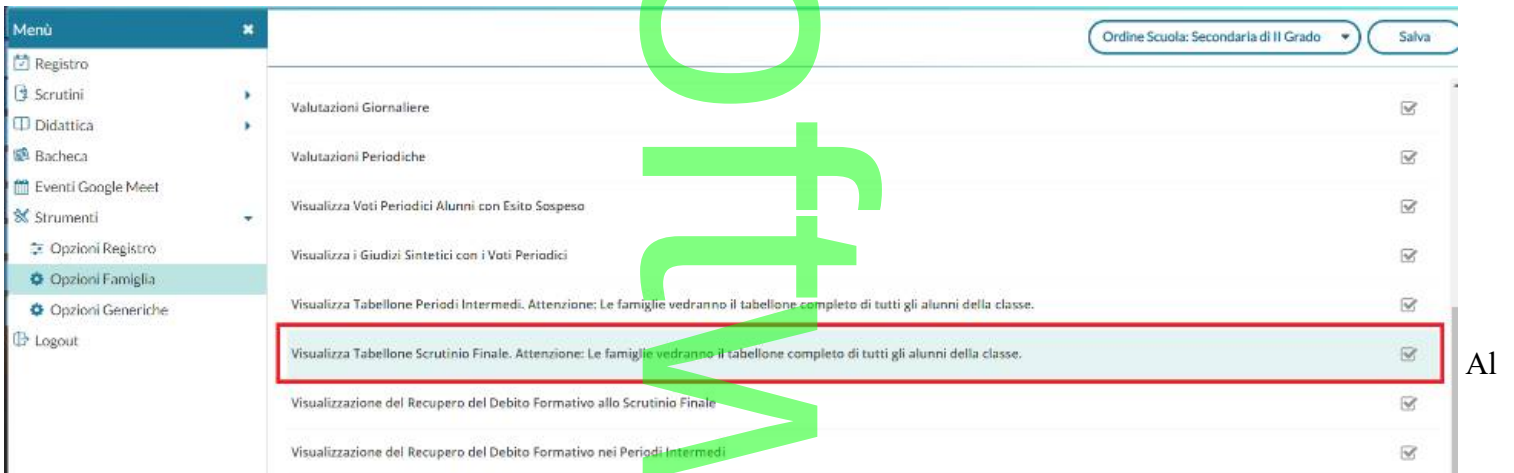 Menù
Ordine Scuola: Secondaria di II Grado
Salva
Registro
Scrutini
Didattica
Bacheca
Eventi Google Meet
Strumenti
Opzioni Registro
Opzioni Famiglia
Opzioni Generiche
Logout
Valutazioni Giornaliere
Valutazioni Periodiche
Visualizza Voti Periodici Alunni con Esito Sospeso
Visualizza i Giudizi Sintetici con i Voti Periodici
Visualizza Tabellone Periodi Intermedi. Attenzione: Le famiglie vedranno il tabellone completo di tutti gli alunni della classe.
Visualizza Tabellone Scrutinio Finale. Attenzione: Le famiglie vedranno il tabellone completo di tutti gli alunni della classe.
Visualizzazione del Recupero del Debito Formativo allo Scrutinio Finale
Visualizzazione del Recupero del Debito Formativo nei Periodi Intermedi
Al
oftw